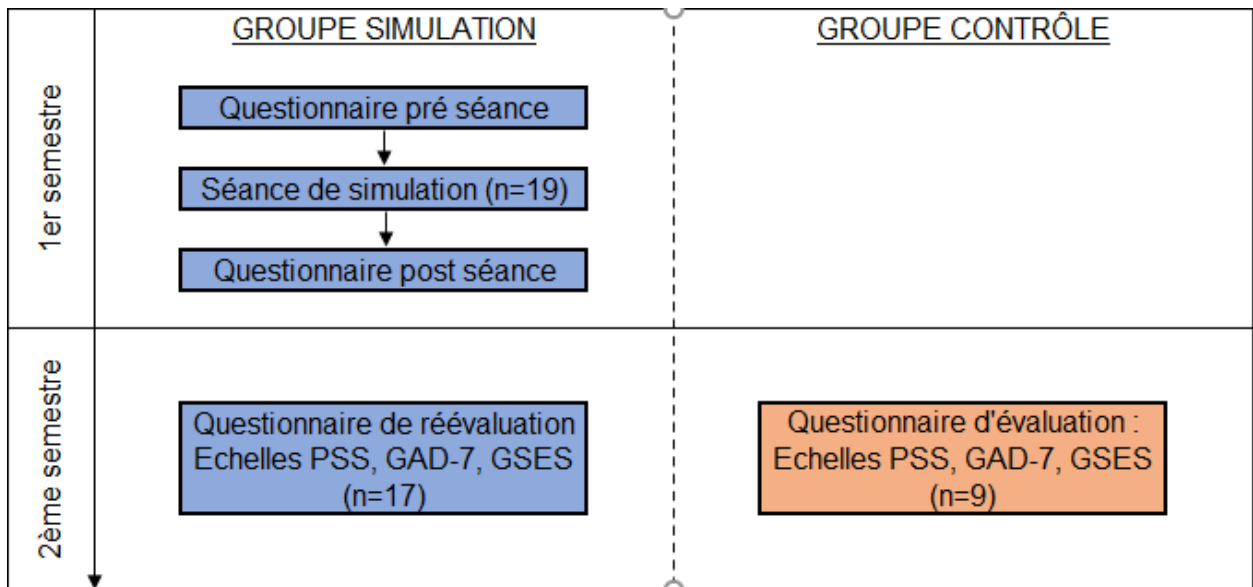 GROUPE SIMULATION
GROUPE CONTRÔLE
1er semestre
Questionnaire pré séance
Séance de simulation (n=19)
Questionnaire post séance
2ème semestre
Questionnaire de réévaluation
Echelles PSS, GAD-7, GSES
(n=17)
Questionnaire d'évaluation :
Echelles PSS, GAD-7, GSES
(n=9)